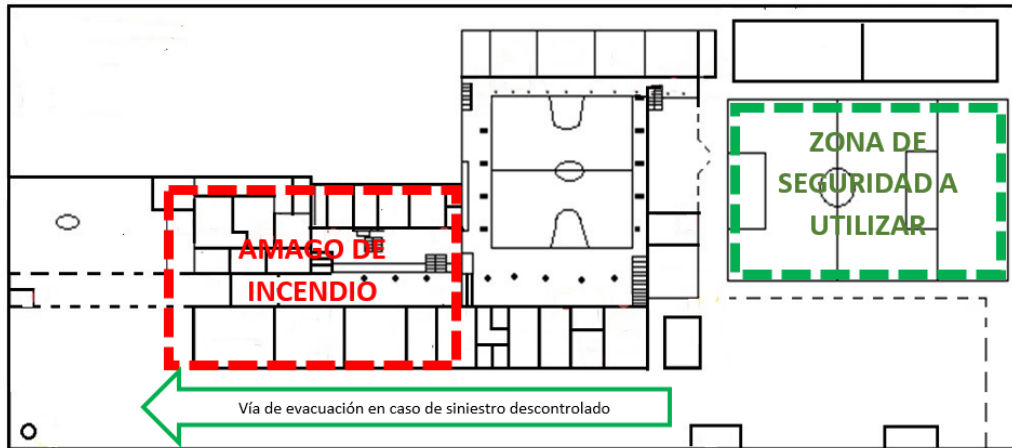 ZONA DE
SEGURIDAD A
UTILIZAR
AMAGO DE
INCENDIO
Vía de evacuación en caso de siniestro descontrolado